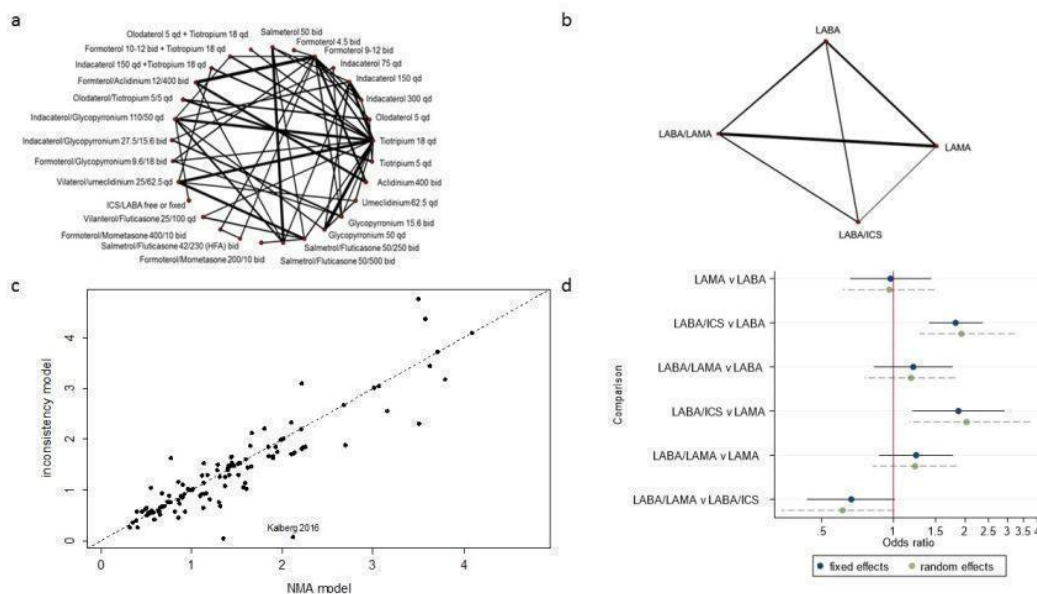 a
Olodaterol 5 qd + Tiotropium 18 qd
Formoterol 10-12 bid + Tiotropium 18 qd
Indacaterol 150 qd +Tiotropium 18 qd
Formterol/Aclidinium 12/400 bid
Olodaterol/Tiotropium 5/5 qd
Indacaterol/Glycopyrronium 110/50 qd
Indacaterol/Glycopyrronium 27.5/15.6 bid
Formoterol/Glycopyrronium 9.6/18 bid
Vilaterol/umeclidinium 25/62.5 qd
ICS/LABA free or fixed
Vilanterol/Fluticasone 25/100 qd
Formoterol/Mometasone 400/10 bid
Salmetrol/Fluticasone 42/230 (HFA) bid
Formoterol/Mometasone 200/10 bid
Salmeterol 50 bid
Formoterol 4.5 bid
Formoterol 9-12 bid
Indacaterol 75 qd
Indacaterol 150 qd
Indacaterol 300 qd
Olodaterol 5 qd
Tiotripium 18 qd
Tiotripium 5 qd
Aclidinium 400 bid
Umeclidinium 62.5 qd
Glycopyrronium 15.6 bid
Glycopyrronium 50 qd
Salmetrol/Fluticasone 50/250 bid
Salmetrol/Fluticasone 50/500 bid
b
LABA
LABA/LAMA
LAMA
LABA/ICS
c
inconsistency model
4
3
2
1
0
Kalberg 2016
0 1 2 3 4
NMA model
d
Comparison
LAMA v LABA
LABA/ICS v LABA
LABA/LAMA v LABA
LABA/ICS v LAMA
LABA/LAMA v LAMA
LABA/LAMA v LABA/ICS
.5 1 1.5 2 2.5 3 3.5 4
Odds ratio
fixed effects random effects